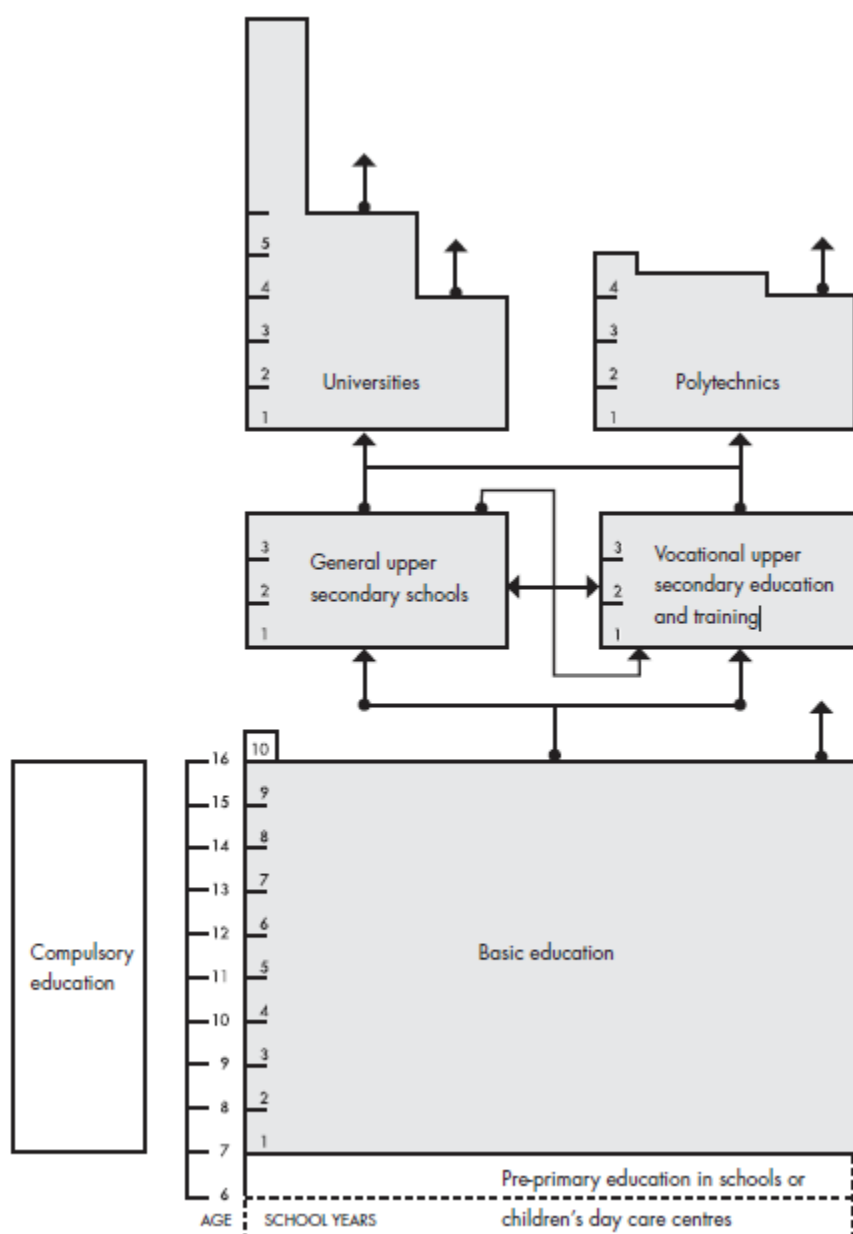 5
4
3
2
1
Universities
4
3
2
1
Polytechnics
3
2
1
General upper
secondary schools
3
2
1
Vocational upper
secondary education
and training
Compulsory
education
16
15
14
13
12
11
10
9
8
7
6
AGE
10
9
8
7
6
5
4
3
2
1
SCHOOL YEARS
Basic education
Pre-primary education in schools or
children's day care centres